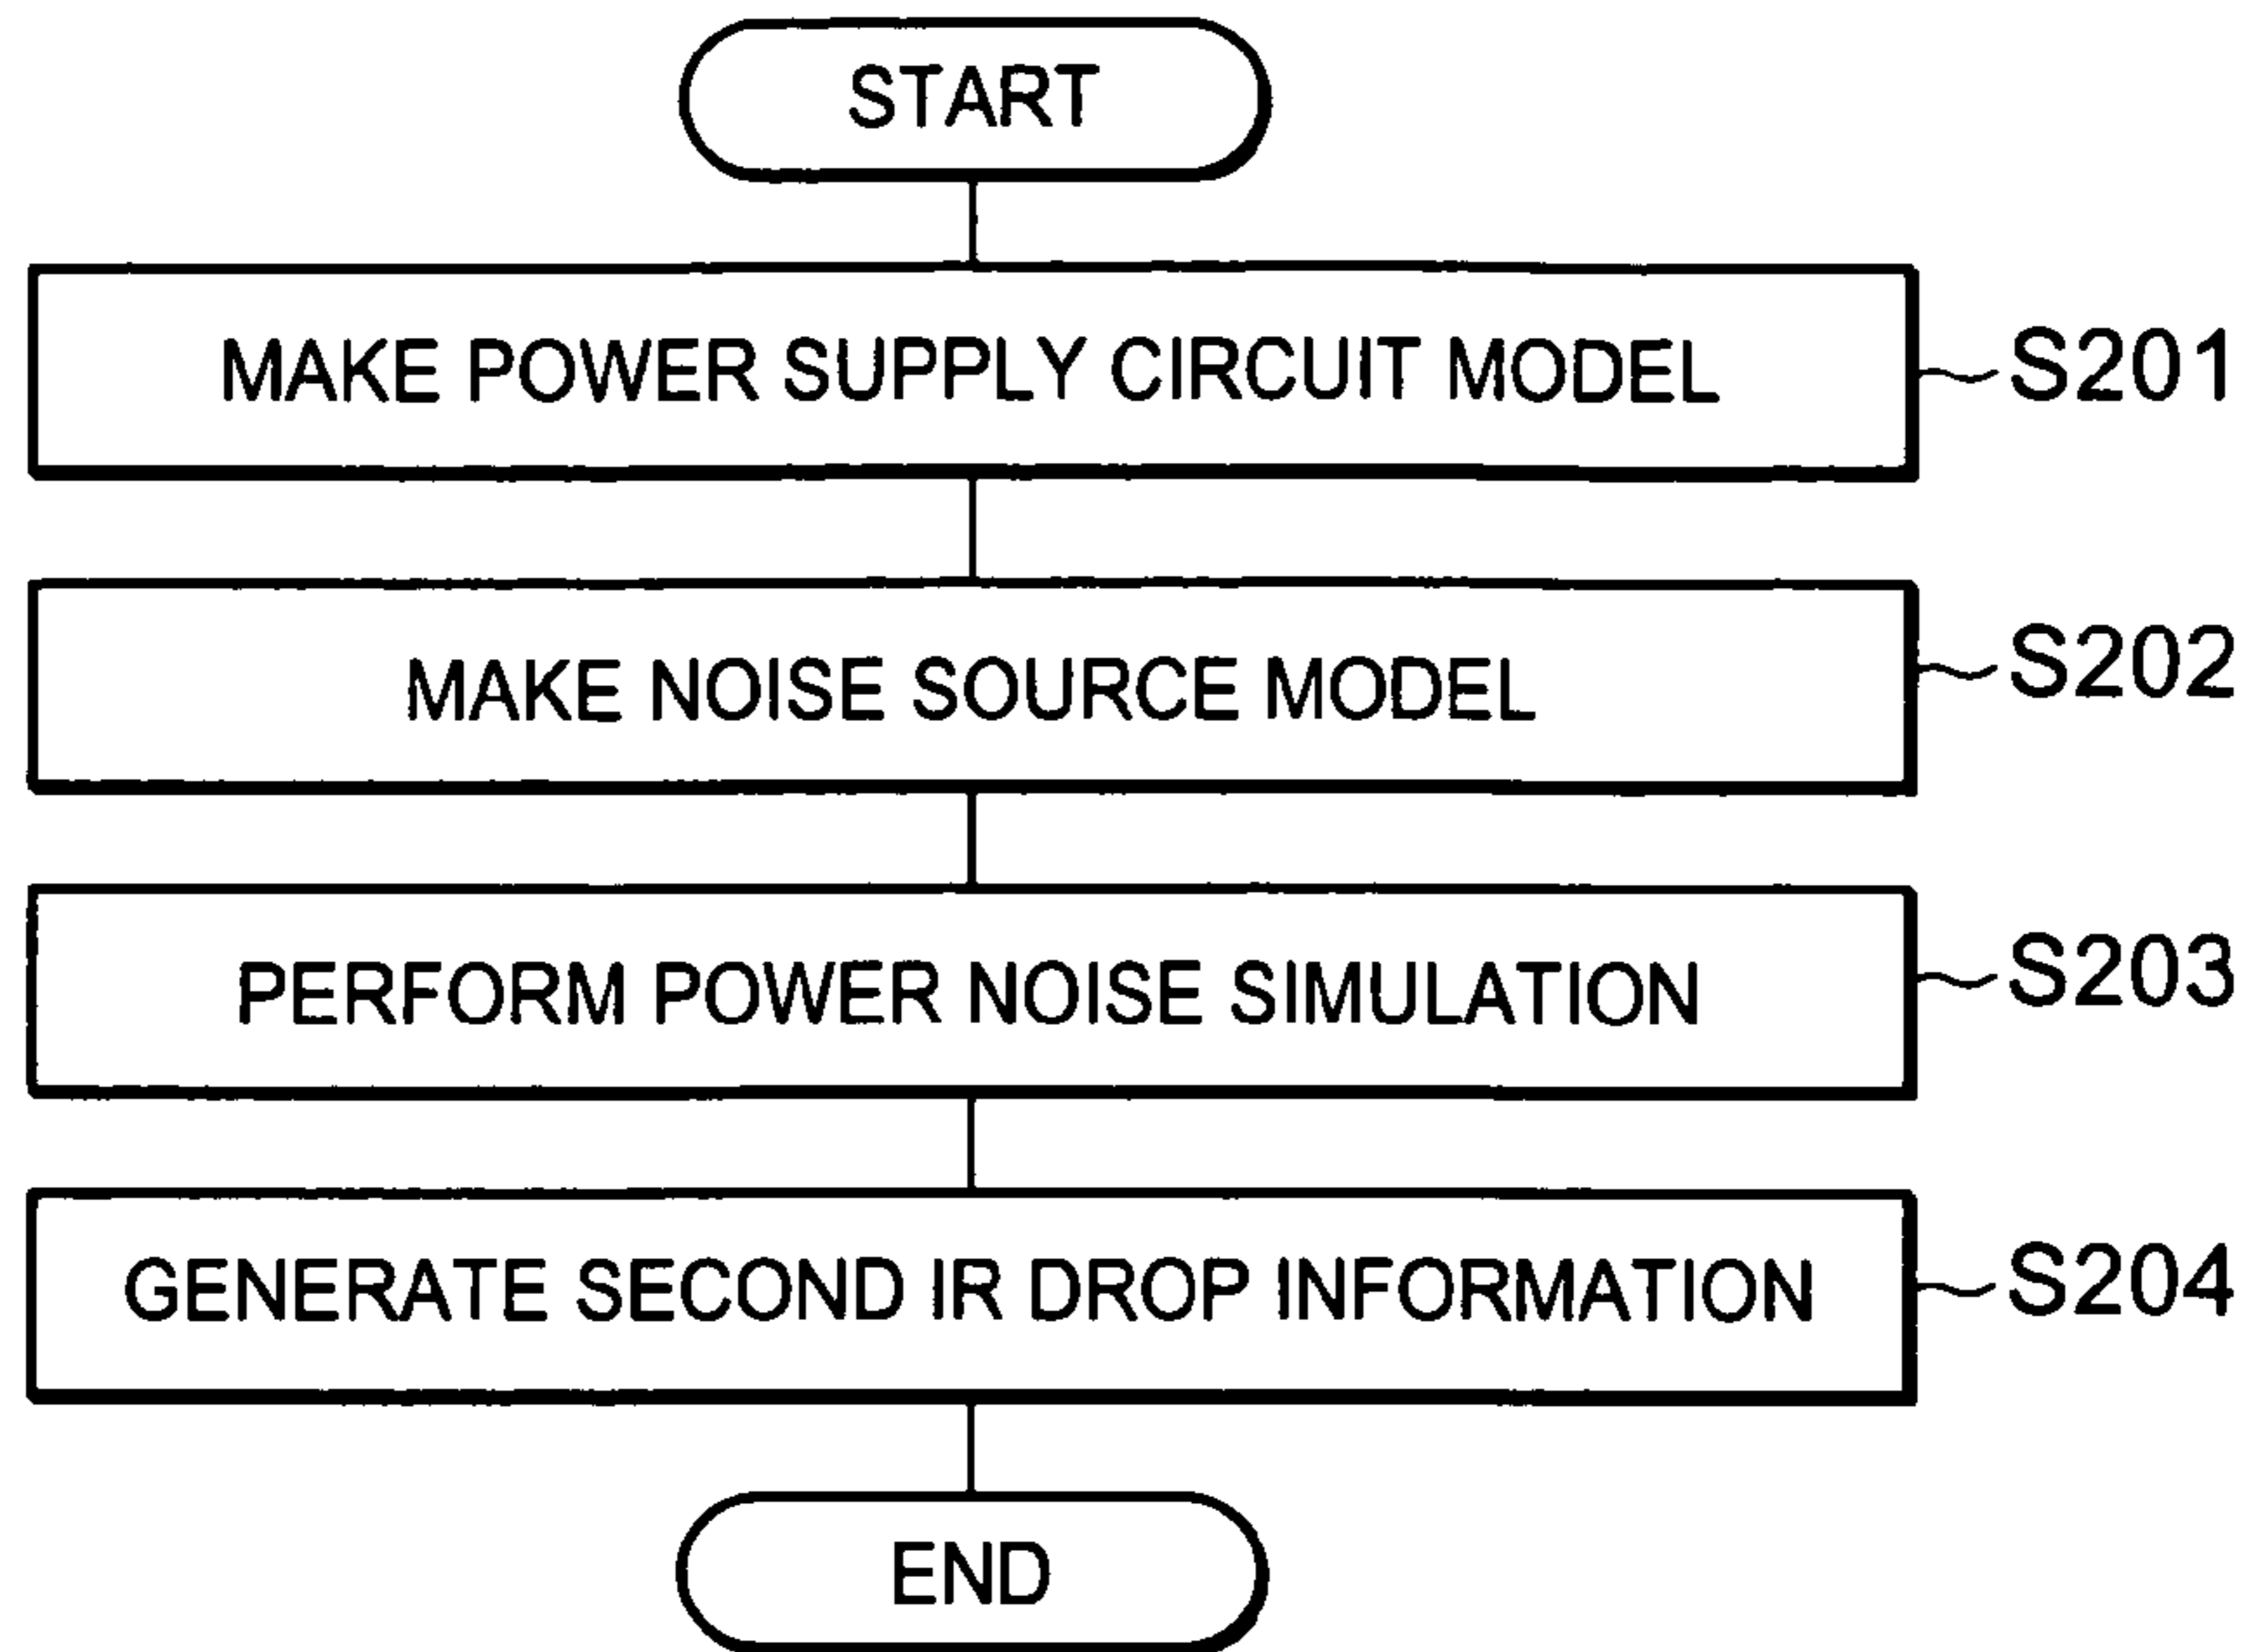 START
MAKE POWER SUPPLY CIRCUIT MODEL
S201
MAKE NOISE SOURCE MODEL
S202
PERFORM POWER NOISE SIMULATION
S203
GENERATE SECOND IR DROP INFORMATION
S204
END